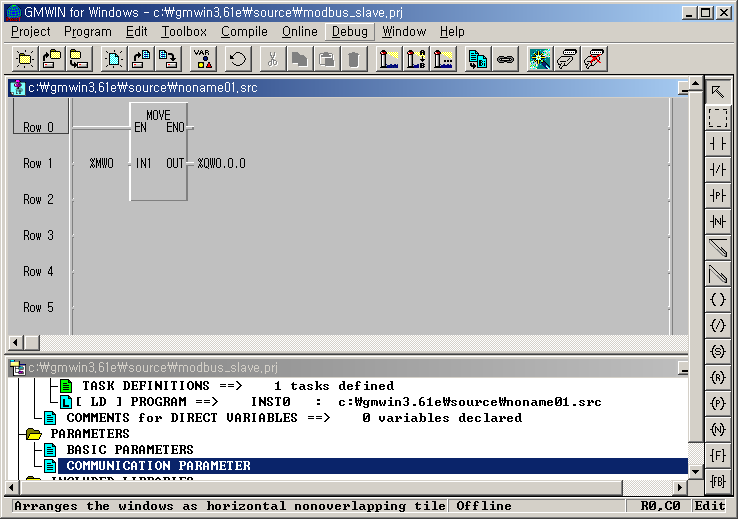 GMWIN for Windows - c:\gmwin3.61e\source\modbus_slave.prj
Project Program Edit Toolbox Compile Online Debug Window Help
c:\gmwin3.61e\source\noname01.src
MOVE
Row 0 EN ENO
Row 1 %MW0 IN1 OUT %QW0.0.0
Row 2
Row 3
Row 4
Row 5
c:\gmwin3.61e\source\modbus_slave.prj
TASK DEFINITIONS ==> 1 tasks defined
[ LD ] PROGRAM ==> INST0 : c:\gmwin3.61e\source\noname01.src
COMMENTS for DIRECT VARIABLES ==> 0 variables declared
PARAMETERS
BASIC PARAMETERS
COMMUNICATION PARAMETER
INCLUDED LIBRARIES
Arranges the windows as horizontal nonoverlapping tile Offline R0,C0 Edit